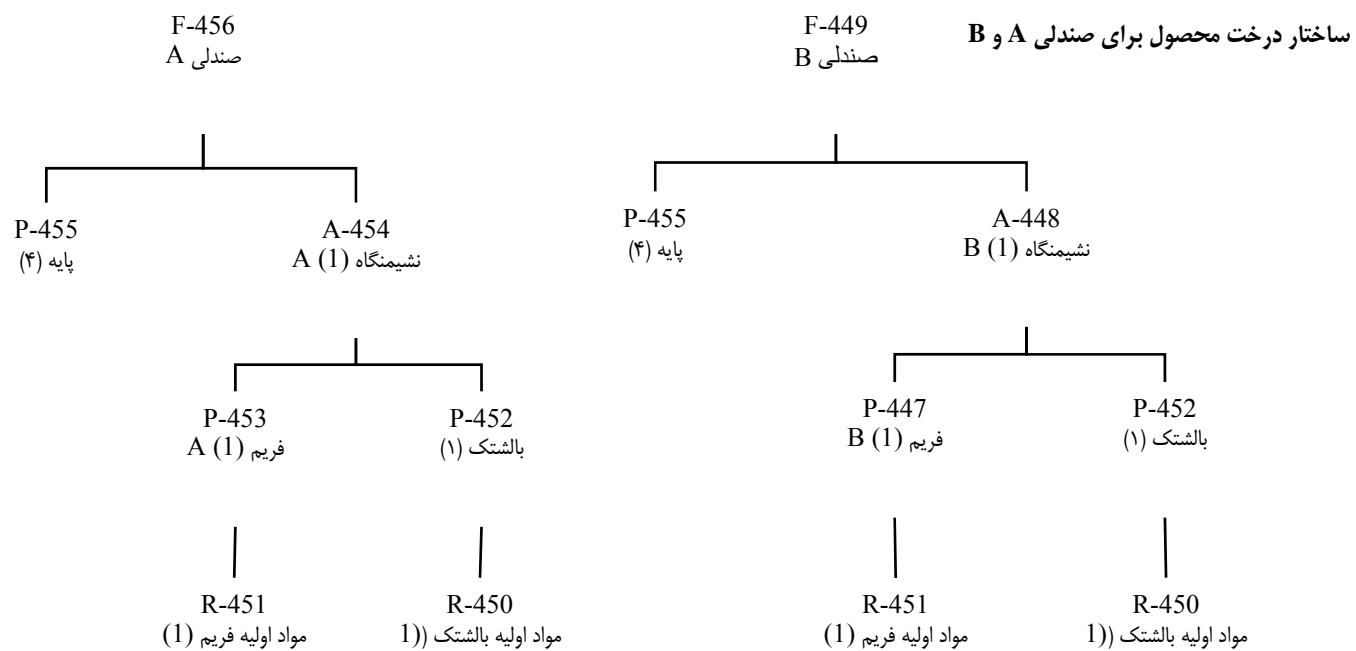 ساختار درخت محصول برای صندلی A و B
F-456
صندلی A
F-449
صندلی B
P-455
پایه (۴)
A-454
نشیمنگاه A (1)
P-455
پایه (۴)
A-448
نشیمنگاه B (1)
P-453
فریم A (1)
P-452
بالشتک (۱)
P-447
فریم B (1)
P-452
بالشتک (۱)
R-451
مواد اولیه فریم (1)
R-450
مواد اولیه بالشتک ((1
R-451
مواد اولیه فریم (1)
R-450
مواد اولیه بالشتک ((1